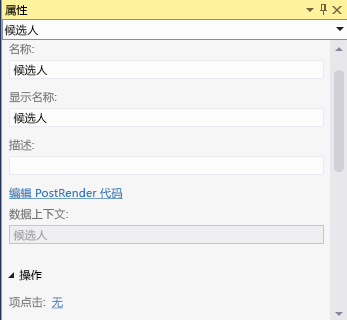 属性
候选人
名称:
候选人
显示名称:
候选人
描述:
编辑 PostRender 代码
数据上下文:
候选人
操作
项点击: 无